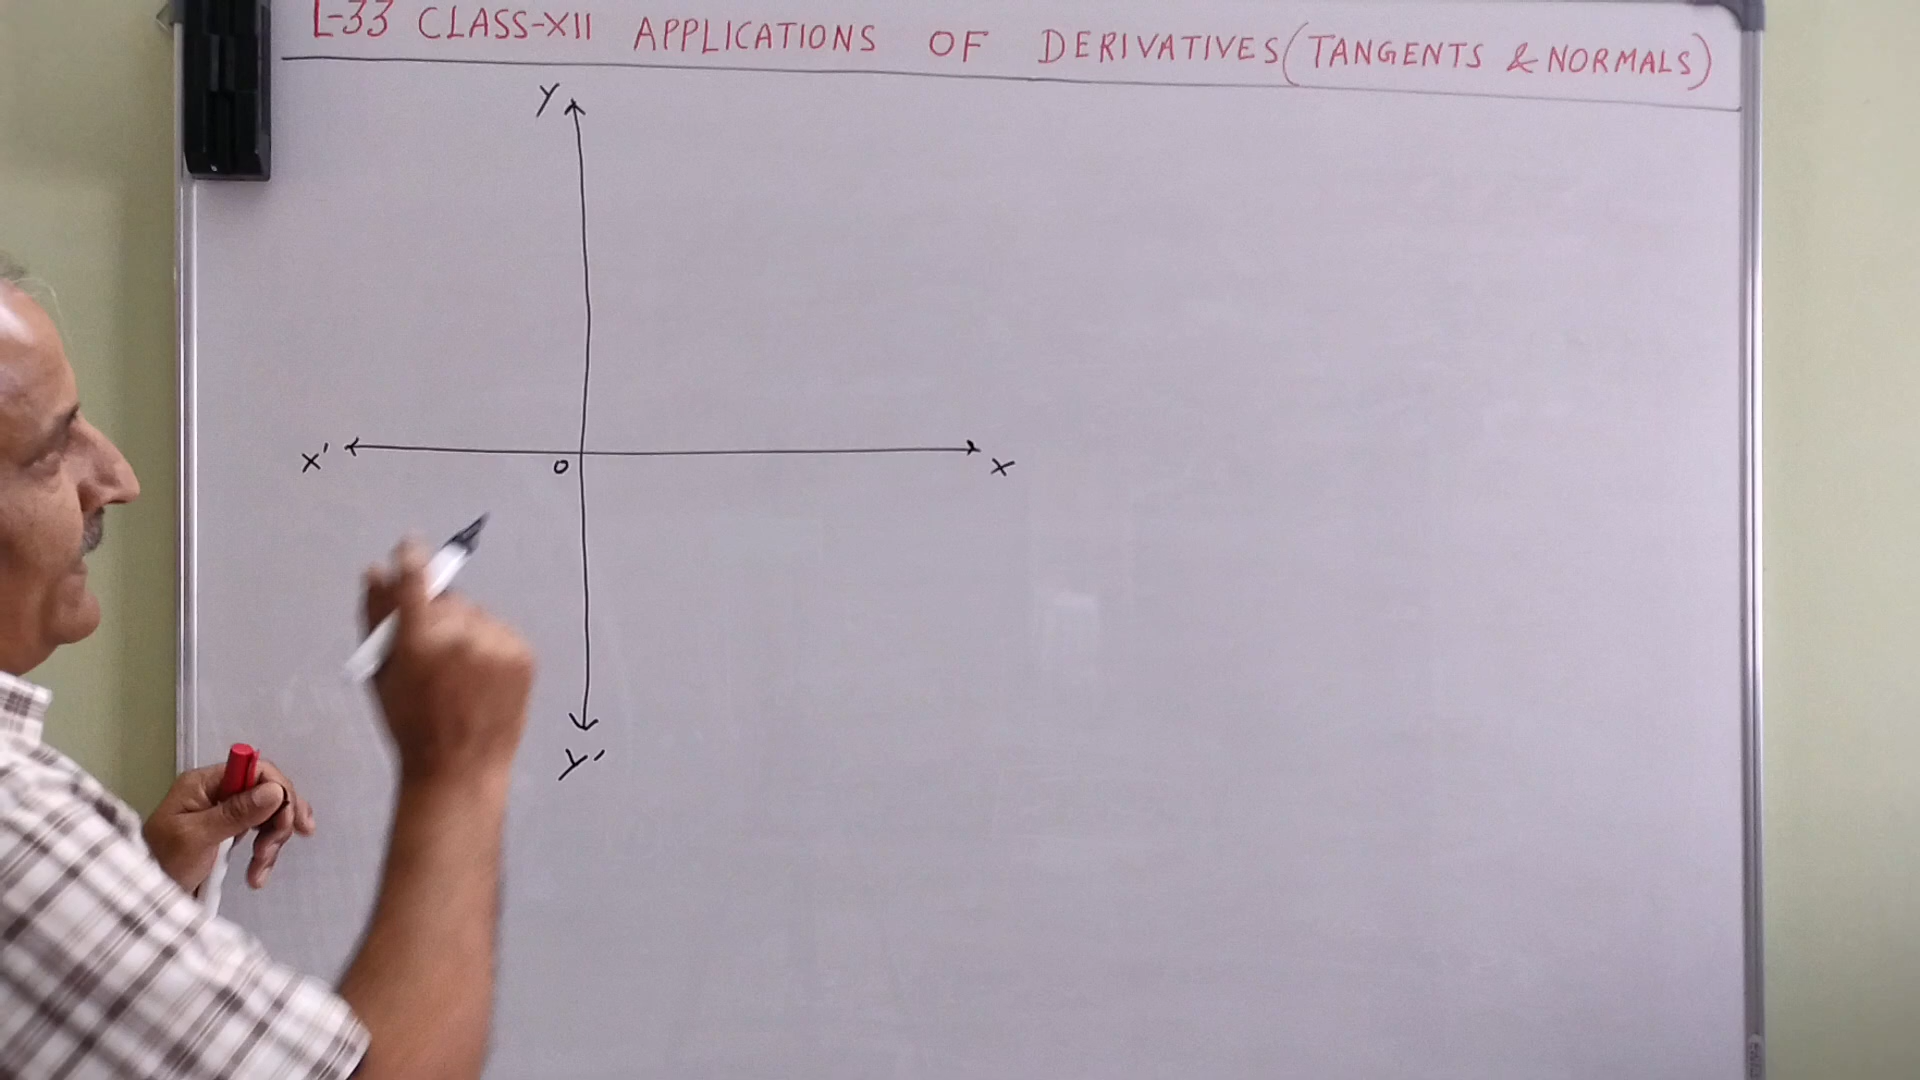 L-33 CLASS-XII APPLICATIONS OF DERIVATIVES (TANGENTS & NORMALS)
Y
X'
O
X
Y'